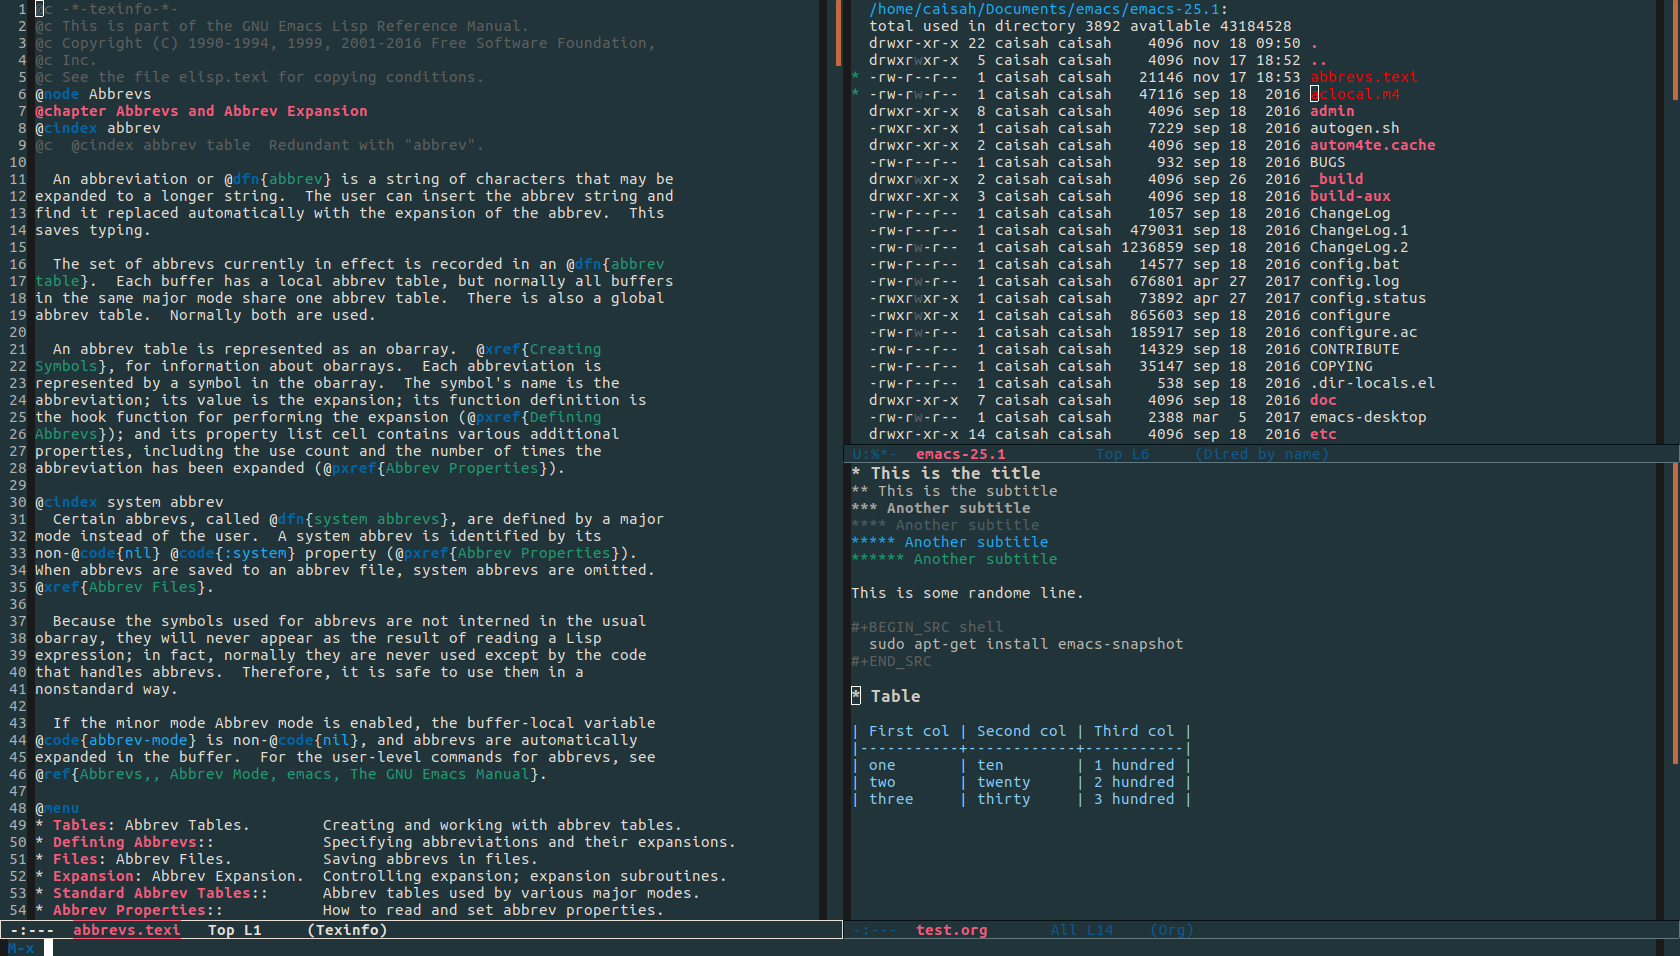 1 @c -*-texinfo-*-
2 @c This is part of the GNU Emacs Lisp Reference Manual.
3 @c Copyright (C) 1990-1994, 1999, 2001-2016 Free Software Foundation,
4 @c Inc.
5 @c See the file elisp.texi for copying conditions.
6 @node Abbrevs
7 @chapter Abbrevs and Abbrev Expansion
8 @cindex abbrev
9 @c  @cindex abbrev table  Redundant with "abbrev".
10
11   An abbreviation or @dfn{abbrev} is a string of characters that may be
12 expanded to a longer string.  The user can insert the abbrev string and
13 find it replaced automatically with the expansion of the abbrev.  This
14 saves typing.
15
16   The set of abbrevs currently in effect is recorded in an @dfn{abbrev
17 table}.  Each buffer has a local abbrev table, but normally all buffers
18 in the same major mode share one abbrev table.  There is also a global
19 abbrev table.  Normally both are used.
20
21   An abbrev table is represented as an obarray.  @xref{Creating
22 Symbols}, for information about obarrays.  Each abbreviation is
23 represented by a symbol in the obarray.  The symbol's name is the
24 abbreviation; its value is the expansion; its function definition is
25 the hook function for performing the expansion (@pxref{Defining
26 Abbrevs}); and its property list cell contains various additional
27 properties, including the use count and the number of times the
28 abbreviation has been expanded (@pxref{Abbrev Properties}).
29
30 @cindex system abbrev
31   Certain abbrevs, called @dfn{system abbrevs}, are defined by a major
32 mode instead of the user.  A system abbrev is identified by its
33 non-@code{nil} @code{:system} property (@pxref{Abbrev Properties}).
34 When abbrevs are saved to an abbrev file, system abbrevs are omitted.
35 @xref{Abbrev Files}.
36
37   Because the symbols used for abbrevs are not interned in the usual
38 obarray, they will never appear as the result of reading a Lisp
39 expression; in fact, normally they are never used except by the code
40 that handles abbrevs.  Therefore, it is safe to use them in a
41 nonstandard way.
42
43   If the minor mode Abbrev mode is enabled, the buffer-local variable
44 @code{abbrev-mode} is non-@code{nil}, and abbrevs are automatically
45 expanded in the buffer.  For the user-level commands for abbrevs, see
46 @ref{Abbrevs,, Abbrev Mode, emacs, The GNU Emacs Manual}.
47
48 @menu
49 * Tables: Abbrev Tables.        Creating and working with abbrev tables.
50 * Defining Abbrevs::            Specifying abbreviations and their expansions.
51 * Files: Abbrev Files.          Saving abbrevs in files.
52 * Expansion: Abbrev Expansion.  Controlling expansion; expansion subroutines.
53 * Standard Abbrev Tables::      Abbrev tables used by various major modes.
54 * Abbrev Properties::           How to read and set abbrev properties.
-:---  abbrevs.texi   Top L1     (Texinfo)
M-x
/home/caisah/Documents/emacs/emacs-25.1:
total used in directory 3892 available 43184528
drwxr-xr-x 22 caisah caisah    4096 nov 18 09:50 .
drwxrwxr-x  5 caisah caisah    4096 nov 17 18:52 ..
* -rw-r--r--  1 caisah caisah   21146 nov 17 18:53 abbrevs.texi
* -rw-rw-r--  1 caisah caisah   47116 sep 18  2016 aclocal.m4
drwxrwxr-x  8 caisah caisah    4096 sep 18  2016 admin
-rwxr-xr-x  1 caisah caisah    7229 sep 18  2016 autogen.sh
drwxrwxr-x  2 caisah caisah    4096 sep 18  2016 autom4te.cache
-rw-rw-r--  1 caisah caisah     932 sep 18  2016 BUGS
drwxrwxr-x  2 caisah caisah    4096 sep 26  2016 _build
drwxrwxr-x  3 caisah caisah    4096 sep 18  2016 build-aux
-rw-rw-r--  1 caisah caisah    1057 sep 18  2016 ChangeLog
-rw-rw-r--  1 caisah caisah  479031 sep 18  2016 ChangeLog.1
-rw-rw-r--  1 caisah caisah 1236859 sep 18  2016 ChangeLog.2
-rw-rw-r--  1 caisah caisah   14577 sep 18  2016 config.bat
-rw-rw-r--  1 caisah caisah  676801 apr 27  2017 config.log
-rwxrwxr-x  1 caisah caisah   73892 apr 27  2017 config.status
-rwxrwxr-x  1 caisah caisah  865603 sep 18  2016 configure
-rw-rw-r--  1 caisah caisah  185917 sep 18  2016 configure.ac
-rw-rw-r--  1 caisah caisah   14329 sep 18  2016 CONTRIBUTE
-rw-rw-r--  1 caisah caisah   35147 sep 18  2016 COPYING
-rw-rw-r--  1 caisah caisah     538 sep 18  2016 .dir-locals.el
drwxrwxr-x  7 caisah caisah    4096 sep 18  2016 doc
-rw-rw-r--  1 caisah caisah    2388 mar  5  2017 emacs-desktop
drwxr-xr-x 14 caisah caisah    4096 sep 18  2016 etc
U:%*-  emacs-25.1          Top L6     (Dired by name)
* This is the title
** This is the subtitle
*** Another subtitle
**** Another subtitle
***** Another subtitle
****** Another subtitle

This is some randome line.

#+BEGIN_SRC shell
  sudo apt-get install emacs-snapshot
#+END_SRC

* Table

| First col | Second col | Third col |
|-----------+------------+-----------|
| one       | ten        | 1 hundred |
| two       | twenty     | 2 hundred |
| three     | thirty     | 3 hundred |
-:---  test.org       All L14    (Org)